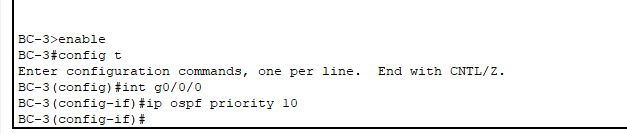 BC-3>enable
BC-3#config t
Enter configuration commands, one per line.  End with CNTL/Z.
BC-3(config)#int g0/0/0
BC-3(config-if)#ip ospf priority 10
BC-3(config-if)#